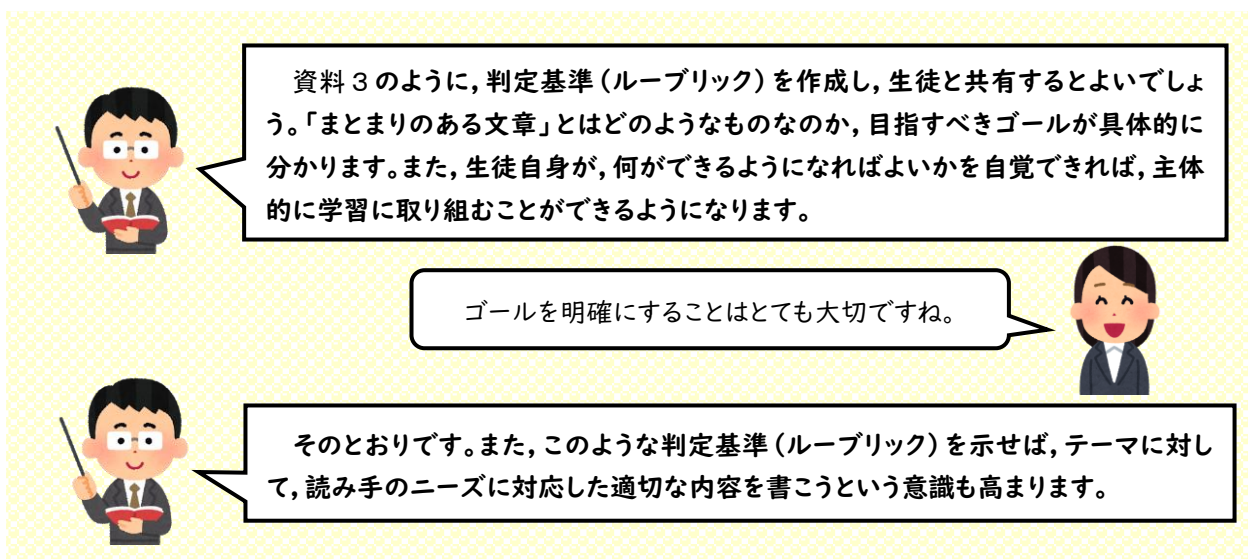 資料３のように,判定基準(ルーブリック)を作成し,生徒と共有するとよいでしょ
う。「まとまりのある文章」とはどのようなものなのか,目指すべきゴールが具体的に
分かります。また,生徒自身が,何ができるようになればよいかを自覚できれば,主体
的に学習に取り組むことができるようになります。
ゴールを明確にすることはとても大切ですね。
そのとおりです。また,このような判定基準(ルーブリック)を示せば,テーマに対し
て,読み手のニーズに対応した適切な内容を書こうという意識も高まります。